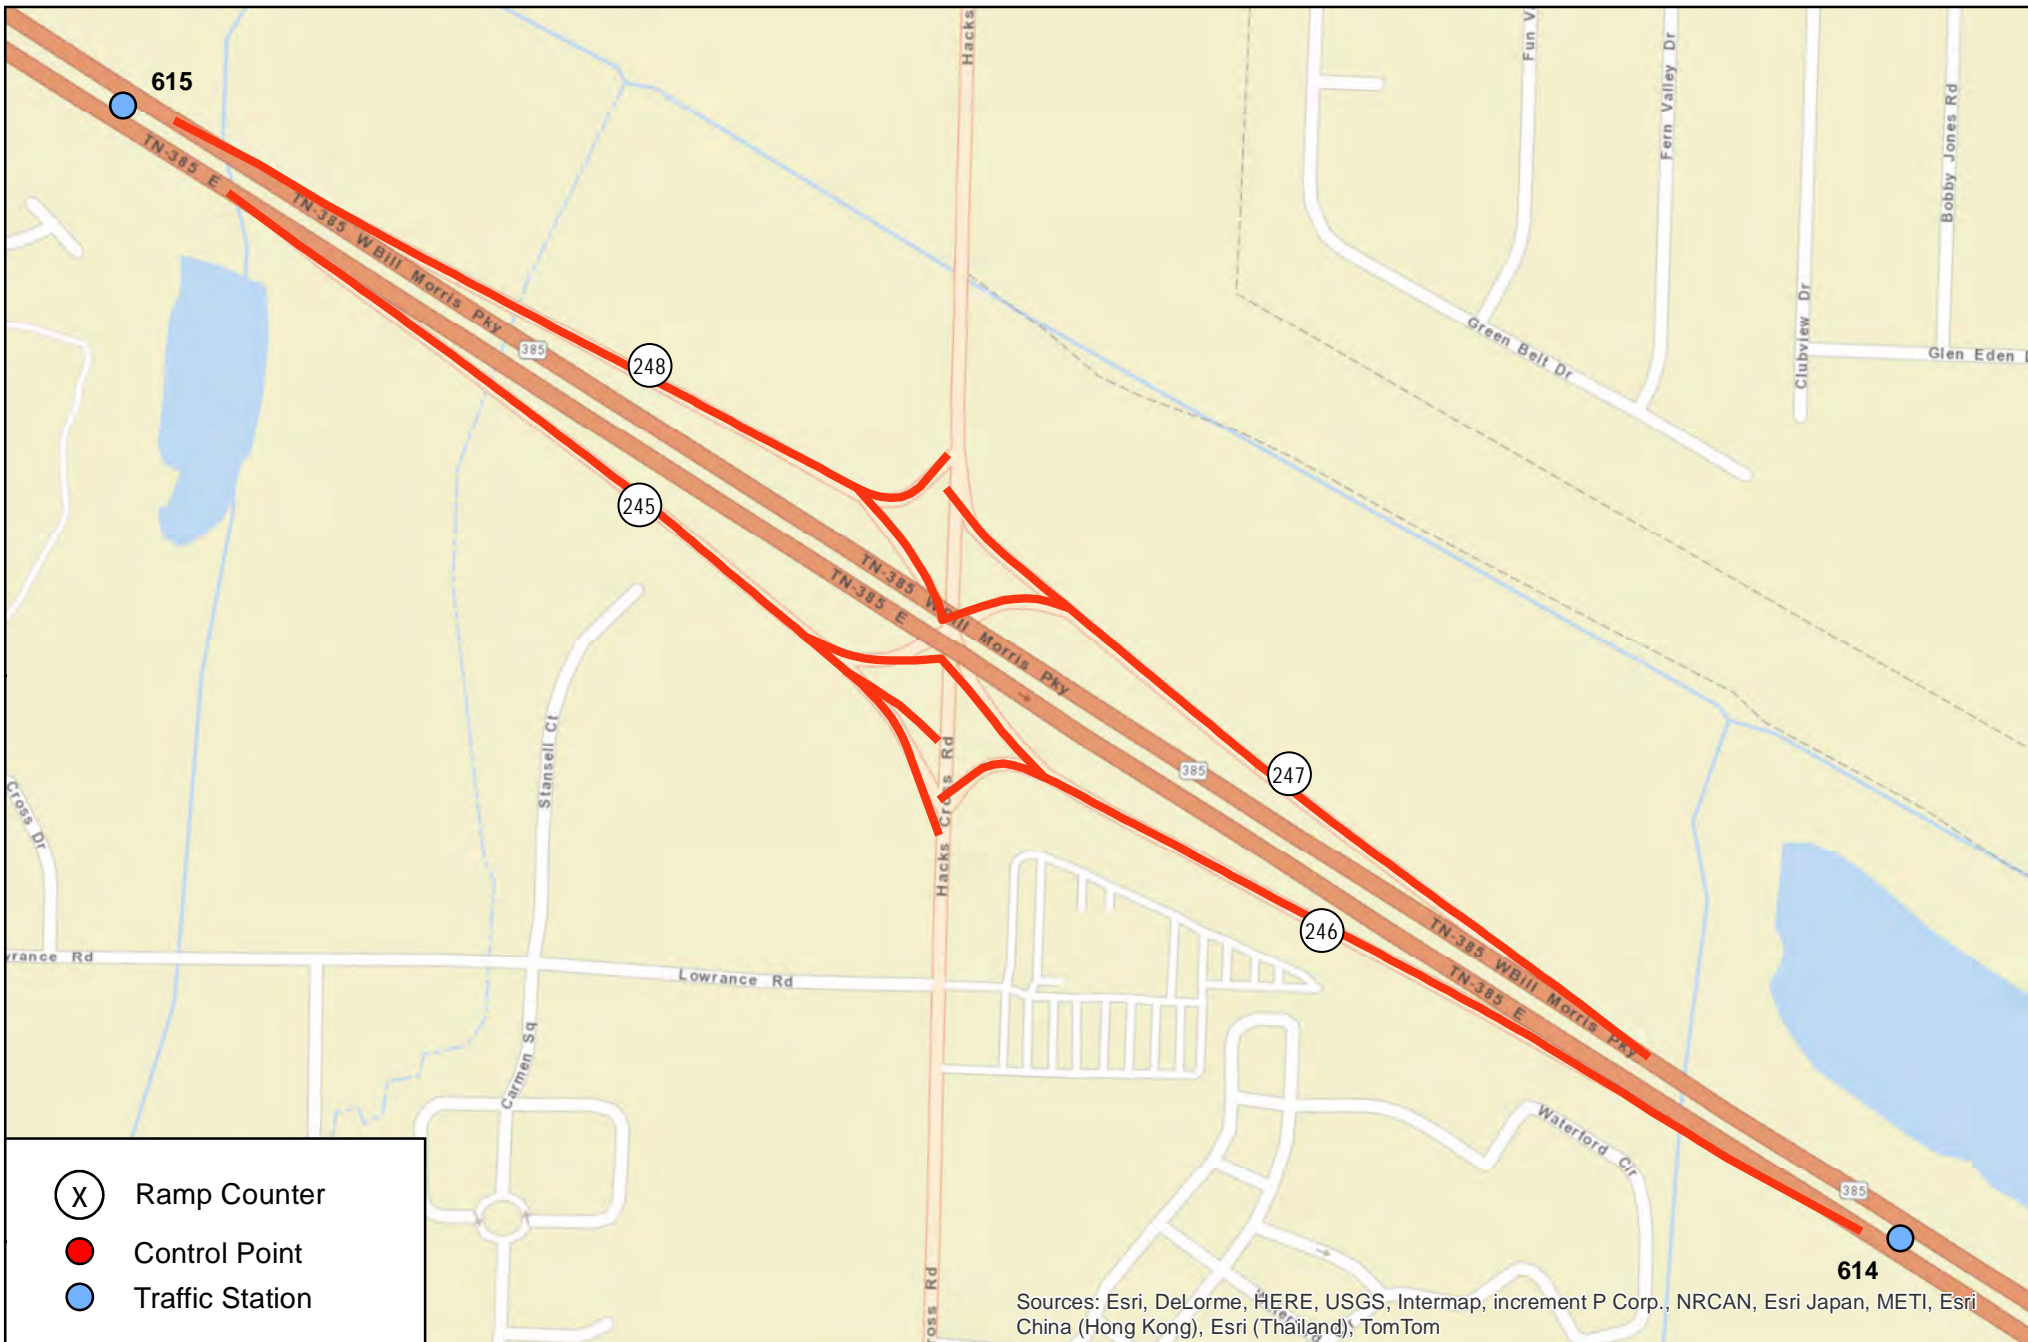 Hacks
Fun V
Fern Valley Dr
Bobby Jones Rd
615
TN-385 E
TN-385 W
Bill Morris Pky
385
248
Green Belt Dr
Clubview Dr
Glen Eden
245
TN-385 W
Bill Morris Pky
TN-385 E
Stansell Ct
Hacks Cross Rd
385
247
Cross Dr
246
TN-385 W
Bill Morris Pky
TN-385 E
rance Rd
Lowrance Rd
Carmen Sq
Waterford Cir
385
614
X Ramp Counter
Control Point
Traffic Station
ross Rd
Sources: Esri, DeLorme, HERE, USGS, Intermap, increment P Corp., NRCAN, Esri Japan, METI, Esri
China (Hong Kong), Esri (Thailand), TomTom